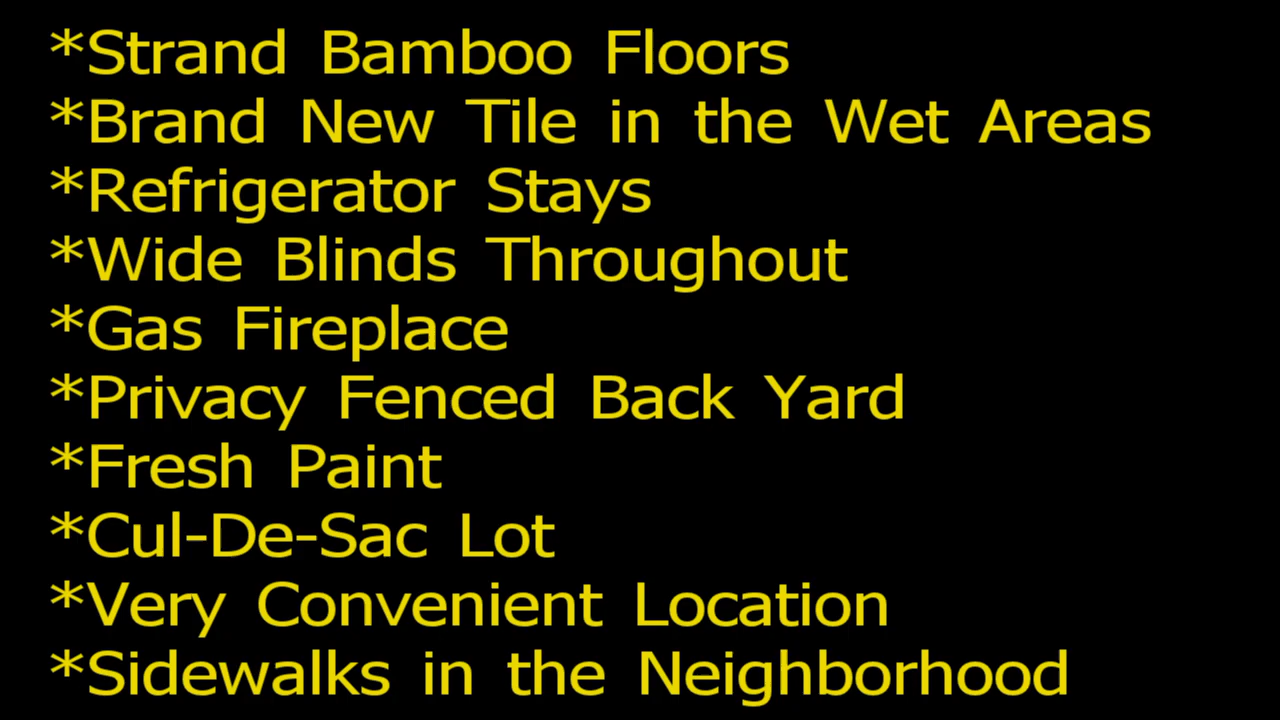 *Strand Bamboo Floors
*Brand New Tile in the Wet Areas
*Refrigerator Stays
*Wide Blinds Throughout
*Gas Fireplace
*Privacy Fenced Back Yard
*Fresh Paint
*Cul-De-Sac Lot
*Very Convenient Location
*Sidewalks in the Neighborhood